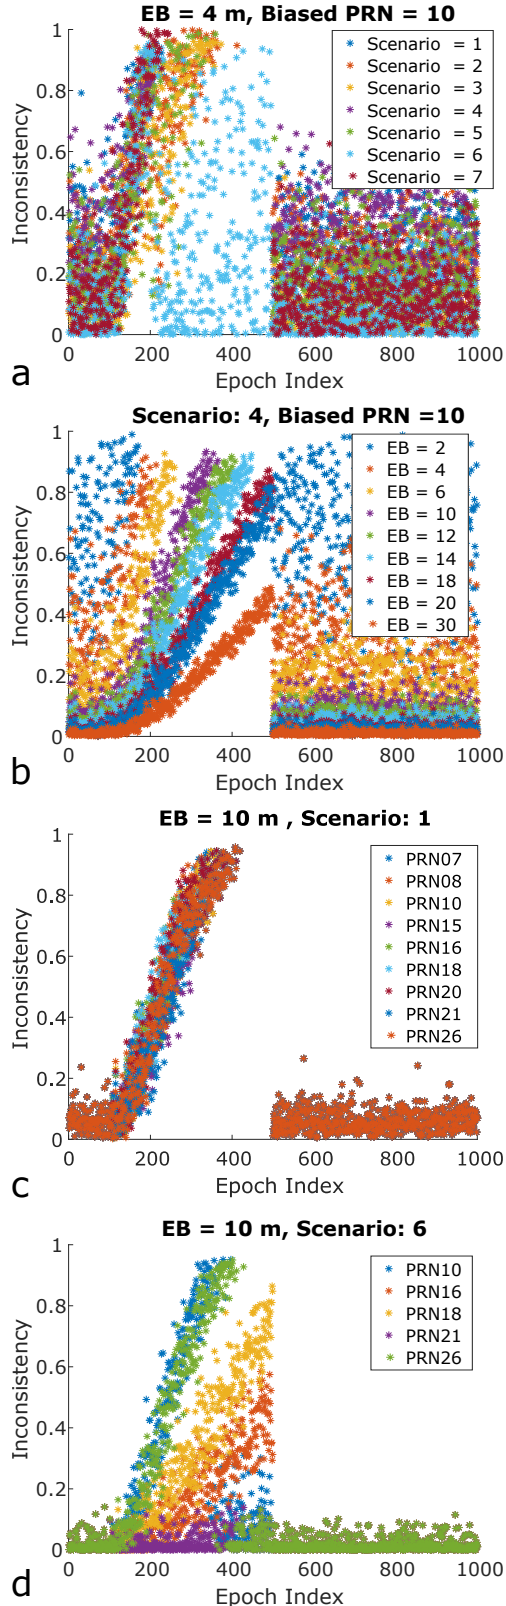 EB = 4 m, Biased PRN = 10
1
Scenario = 1
Scenario = 2
0.8
Scenario = 3
Scenario = 4
Scenario = 5
0.6
Scenario = 6
Scenario = 7
Inconsistency
0.4
0.2
0
0 200 400 600 800 1000
Epoch Index
a
Scenario: 4, Biased PRN =10
1
EB = 2
EB = 4
0.8
EB = 6
EB = 10
EB = 12
0.6
EB = 14
EB = 18
EB = 20
EB = 30
Inconsistency
0.4
0.2
0
0 200 400 600 800 1000
Epoch Index
b
EB = 10 m , Scenario: 1
1
PRN07
PRN08
0.8
PRN10
PRN15
PRN16
0.6
PRN18
PRN20
PRN21
PRN26
Inconsistency
0.4
0.2
0
0 200 400 600 800 1000
Epoch Index
c
EB = 10 m, Scenario: 6
1
PRN10
PRN16
0.8
PRN18
PRN21
PRN26
0.6
Inconsistency
0.4
0.2
0
0 200 400 600 800 1000
Epoch Index
d